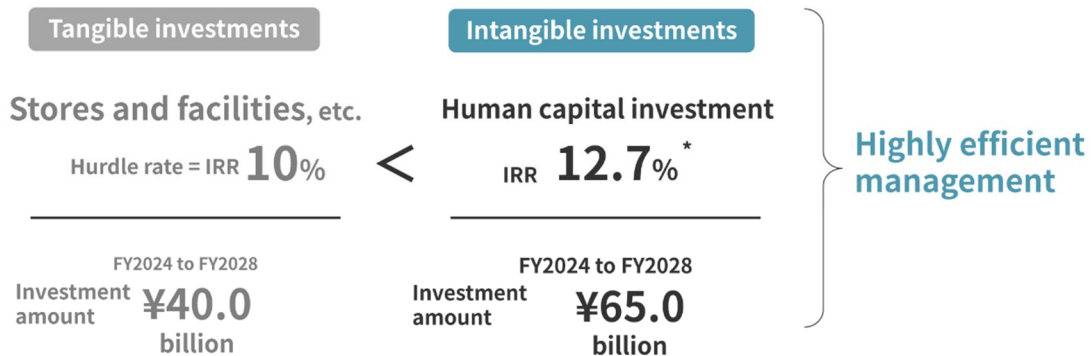 Tangible investments
Stores and facilities, etc.
Hurdle rate = IRR 10%
FY2024 to FY2028
Investment amount ¥40.0 billion
<
Intangible investments
Human capital investment
IRR 12.7%*
FY2024 to FY2028
Investment amount ¥65.0 billion
Highly efficient
management